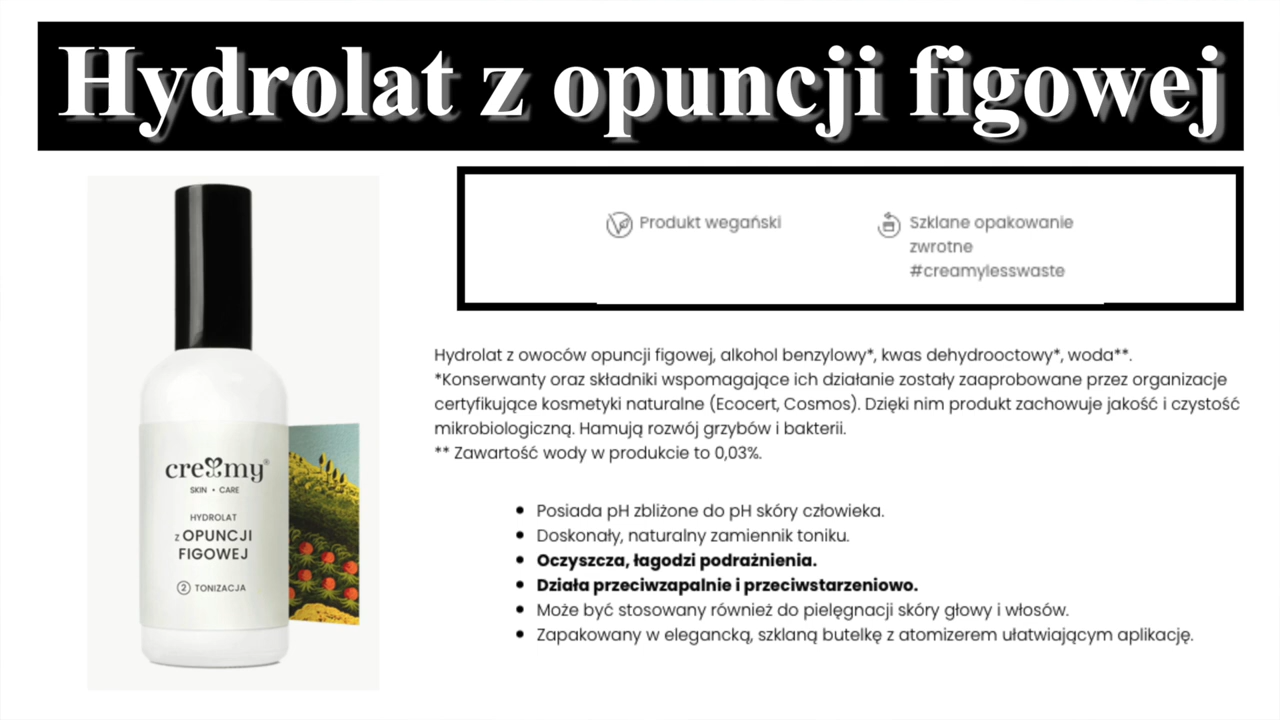 Hydrolat z opuncji figowej
Produkt wegański
Szklane opakowanie
zwrotne
#creamylesswaste
Hydrolat z owoców opuncji figowej, alkohol benzylowy*, kwas dehydrooctowy*, woda**.
*Konserwanty oraz składniki wspomagające ich działanie zostały zaaprobowane przez organizacje
certyfikujące kosmetyki naturalne (Ecocert, Cosmos). Dzięki nim produkt zachowuje jakość i czystość
mikrobiologiczną. Hamują rozwój grzybów i bakterii.
** Zawartość wody w produkcie to 0,03%.
creamy®
SKIN • CARE
HYDROLAT
z OPUNCJI
FIGOWEJ
2 TONIZACJA
• Posiada pH zbliżone do pH skóry człowieka.
• Doskonały, naturalny zamiennik toniku.
• Oczyszcza, łagodzi podrażnienia.
• Działa przeciwzapalnie i przeciwstarzeniowo.
• Może być stosowany również do pielęgnacji skóry głowy i włosów.
• Zapakowany w elegancką, szklaną butelkę z atomizerem ułatwiającym aplikację.